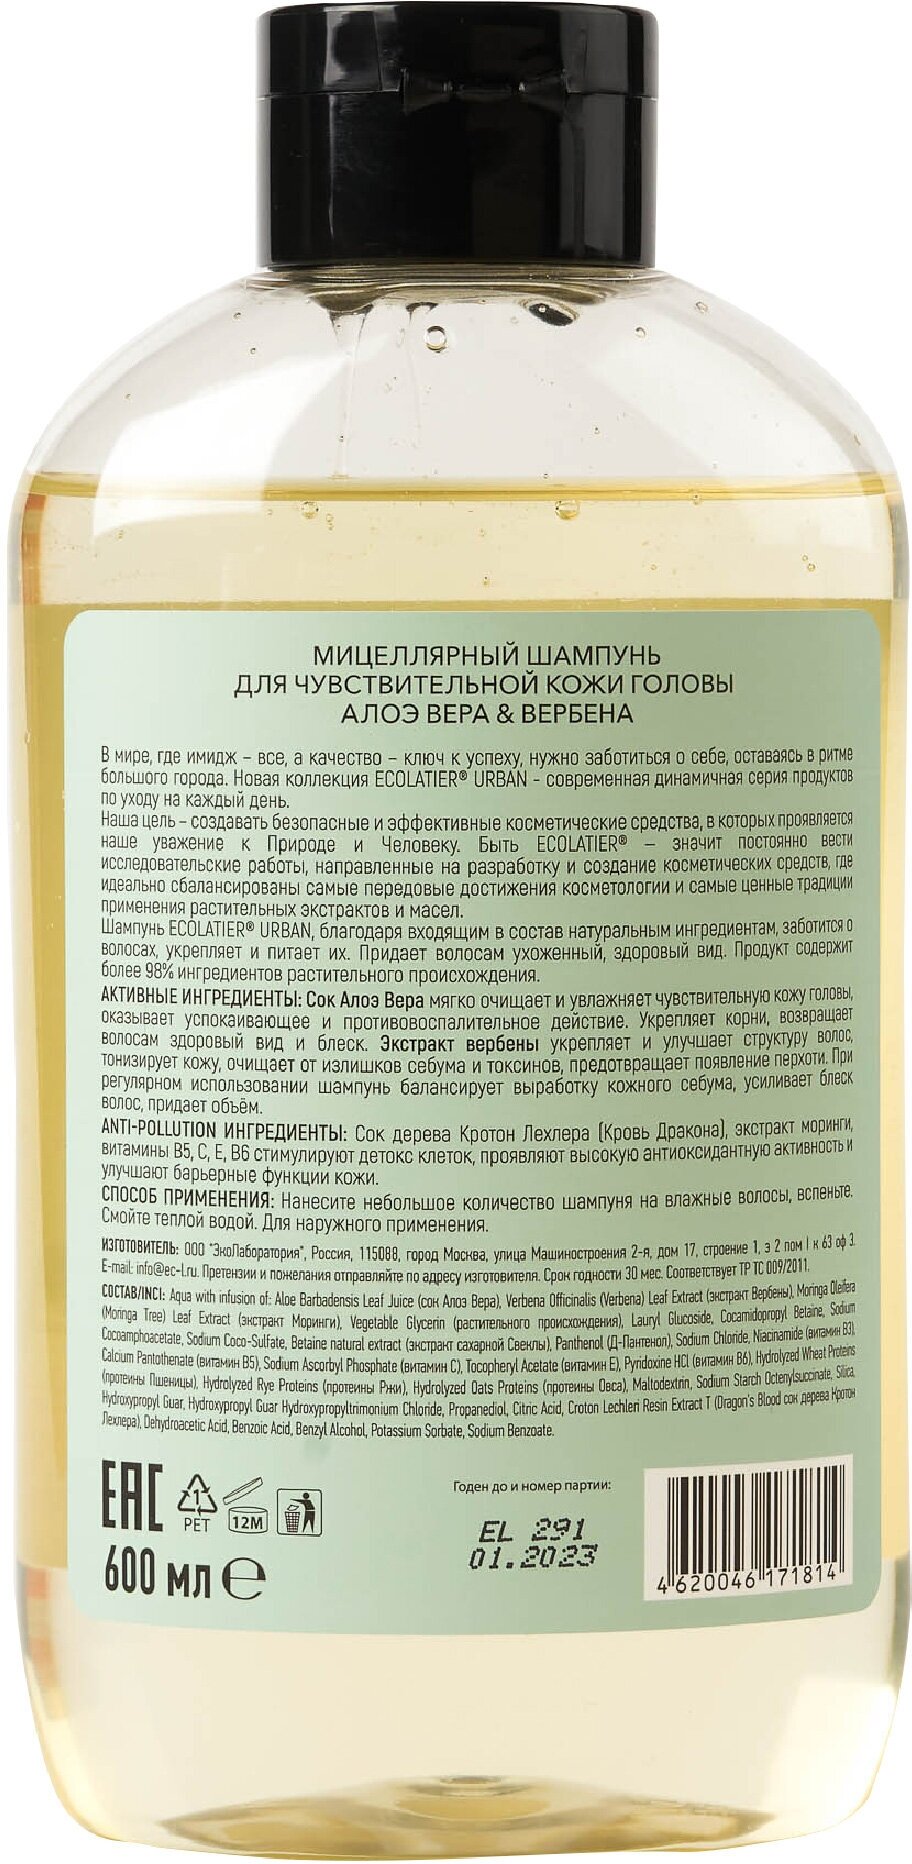 МИЦЕЛЛЯРНЫЙ ШАМПУНЬ
ДЛЯ ЧУВСТВИТЕЛЬНОЙ КОЖИ ГОЛОВЫ
АЛОЭ ВЕРА & ВЕРБЕНА
В мире, где имидж – все, а качество – ключ к успеху, нужно заботиться о себе, оставаясь в ритме
большого города. Новая коллекция ECOLATIER® URBAN - современная динамичная серия продуктов
по уходу на каждый день.
Наша цель – создавать безопасные и эффективные косметические средства, в которых проявляется
наше уважение к Природе и Человеку. Быть ECOLATIER® – значит постоянно вести
исследовательские работы, направленные на разработку и создание косметических средств, где
идеально сбалансированы самые передовые достижения косметологии и самые ценные традиции
применения растительных экстрактов и масел.
Шампунь ECOLATIER® URBAN, благодаря входящим в состав натуральным ингредиентам, заботится о
волосах, укрепляет и питает их. Придает волосам ухоженный, здоровый вид. Продукт содержит
более 98% ингредиентов растительного происхождения.
АКТИВНЫЕ ИНГРЕДИЕНТЫ: Сок Алоэ Вера мягко очищает и увлажняет чувствительную кожу головы,
оказывает успокаивающее и противовоспалительное действие. Укрепляет корни, возвращает
волосам здоровый вид и блеск. Экстракт вербены укрепляет и улучшает структуру волос,
тонизирует кожу, очищает от излишков себума и токсинов, предотвращает появление перхоти. При
регулярном использовании шампунь балансирует выработку кожного себума, усиливает блеск
волос, придает объём.
ANTI-POLLUTION ИНГРЕДИЕНТЫ: Сок дерева Кротон Лехлера (Кровь Дракона), экстракт моринги,
витамины B5, C, E, B6 стимулируют детокс клеток, проявляют высокую антиоксидантную активность и
улучшают барьерные функции кожи.
СПОСОБ ПРИМЕНЕНИЯ: Нанесите небольшое количество шампуня на влажные волосы, вспеньте.
Смойте теплой водой. Для наружного применения.
ИЗГОТОВИТЕЛЬ: ООО "ЭкоЛаборатория", Россия, 115088, город Москва, улица Машиностроения 2-я, дом 17, строение 1, э 2 пом I к 63 оф 3.
E-mail: info@ec-l.ru. Претензии и пожелания отправляйте по адресу изготовителя. Срок годности 30 мес. Соответствует ТР ТС 009/2011.
СОСТАВ/INCI: Aqua with infusion of: Aloe Barbadensis Leaf Juice (сок Алоэ Вера), Verbena Officinalis (Verbena) Leaf Extract (экстракт Вербены), Moringa Oleifera
(Moringa Tree) Leaf Extract (экстракт Моринги), Vegetable Glycerin (растительного происхождения), Lauryl Glucoside, Cocamidopropyl Betaine, Sodium
Cocoamphoacetate, Sodium Coco-Sulfate, Betaine natural extract (экстракт сахарной Свеклы), Panthenol (Д-Пантенол), Sodium Chloride, Niacinamide (витамин B3),
Calcium Pantothenate (витамин B5), Sodium Ascorbyl Phosphate (витамин C), Tocopheryl Acetate (витамин E), Pyridoxine HCl (витамин B6), Hydrolyzed Wheat Proteins
(протеины Пшеницы), Hydrolyzed Rye Proteins (протеины Ржи), Hydrolyzed Oats Proteins (протеины Овса), Maltodextrin, Sodium Starch Octenylsuccinate, Silica,
Hydroxypropyl Guar, Hydroxypropyl Guar Hydroxypropyltrimonium Chloride, Propanediol, Citric Acid, Croton Lechleri Resin Extract T (Dragon's Blood сок дерева Кротон
Лехлера), Dehydroacetic Acid, Benzoic Acid, Benzyl Alcohol, Potassium Sorbate, Sodium Benzoate.
EAC
1
PET
12M
Годен до и номер партии:
EL 291
01.2023
600 мл e
4 620046 171814